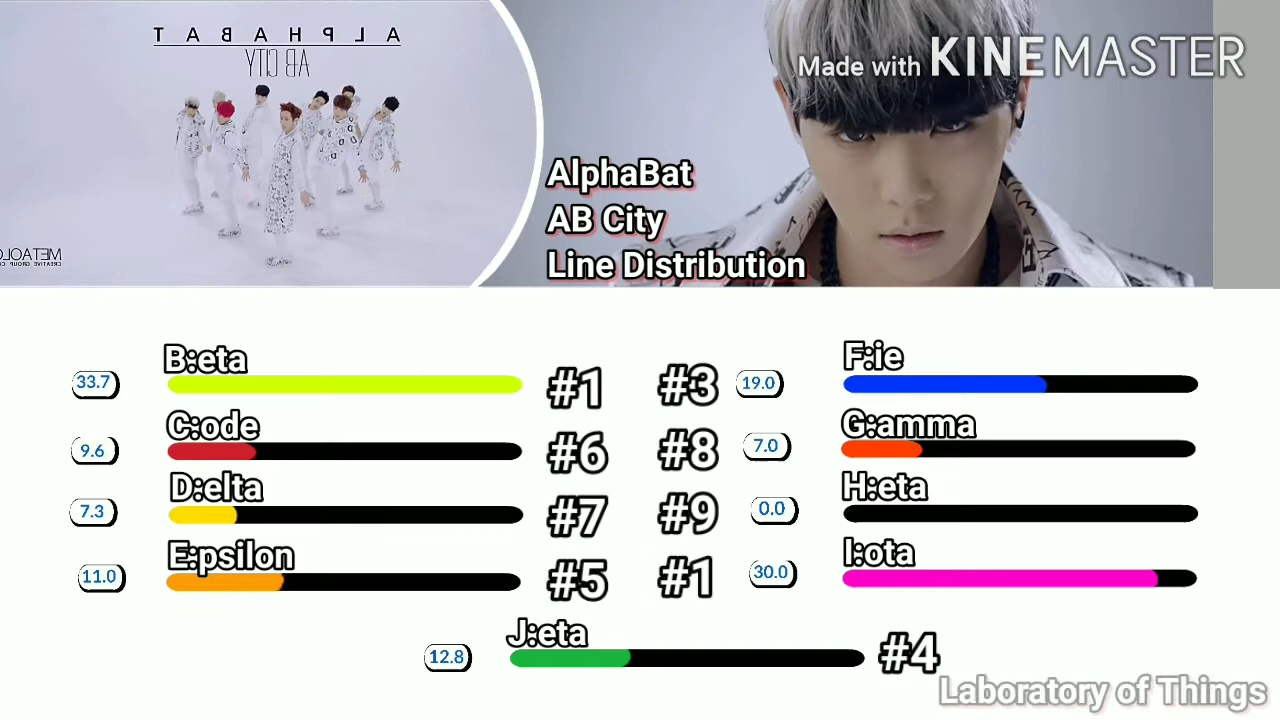 ALPHABAT
AB CITY
Made with KINEMASTER
AlphaBat
AB City
Line Distribution
B:eta
33.7
#1
C:ode
9.6
#6
D:elta
7.3
#7
E:psilon
11.0
#5
F:ie
#3
19.0
G:amma
#8
7.0
H:eta
#9
0.0
I:ota
#1
30.0
J:eta
12.8
#4
Laboratory of Things